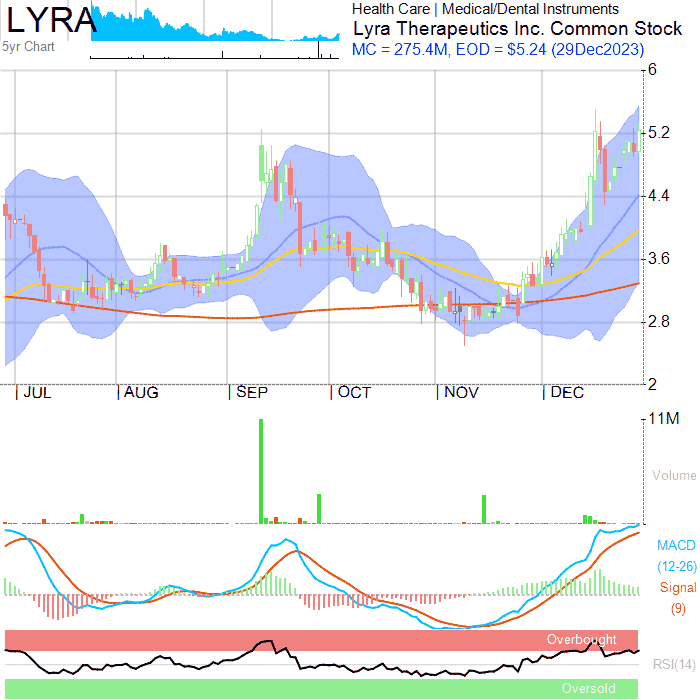 LYRA
5yr Chart
Health Care | Medical/Dental Instruments
Lyra Therapeutics Inc. Common Stock
MC = 275.4M, EOD = $5.24 (29Dec2023)
6
5.2
4.4
3.6
2.8
2
JUL AUG SEP OCT NOV DEC
11M
Volume
MACD
(12-26)
Signal
(9)
Overbought
RSI(14)
Oversold